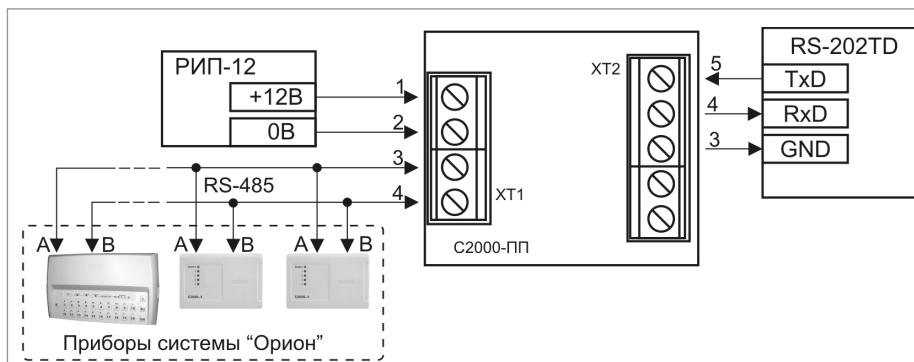 РИП-12
+12В
0В
1
2
3
4
RS-485
XT1
XT2
С2000-ПП
5
4
3
RS-202TD
TxD
RxD
GND
A
B
A
B
A
B
Приборы системы “Орион”